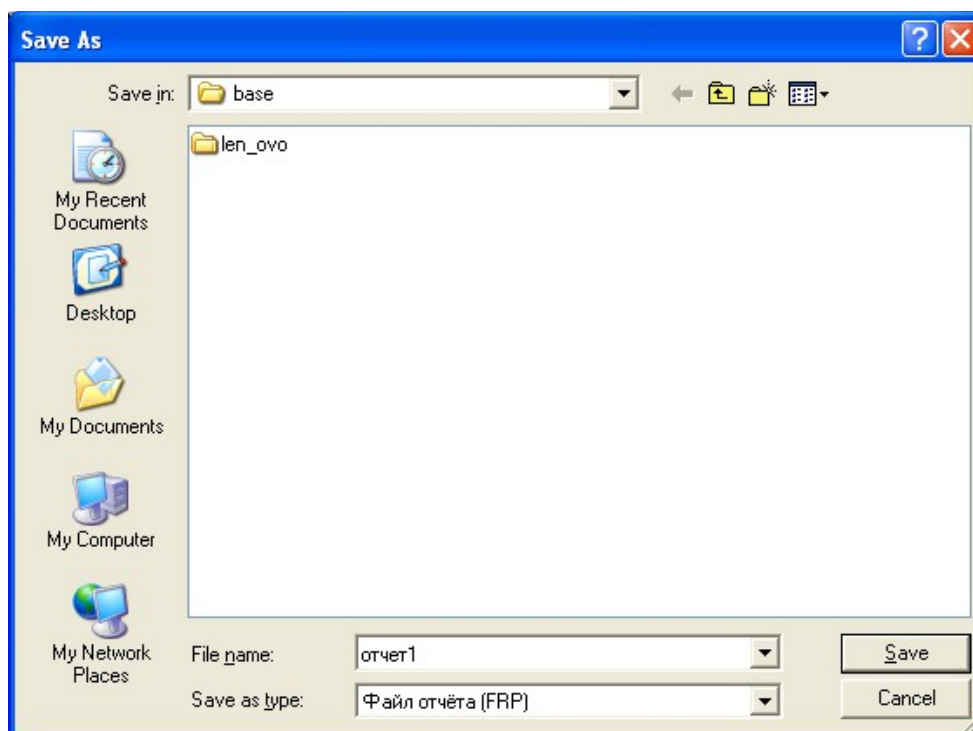 Save As
Save in:
base
len_ovo
My Recent
Documents
Desktop
My Documents
My Computer
My Network
Places
File name:
отчет1
Save
Save as type:
Файл отчёта (FRP)
Cancel